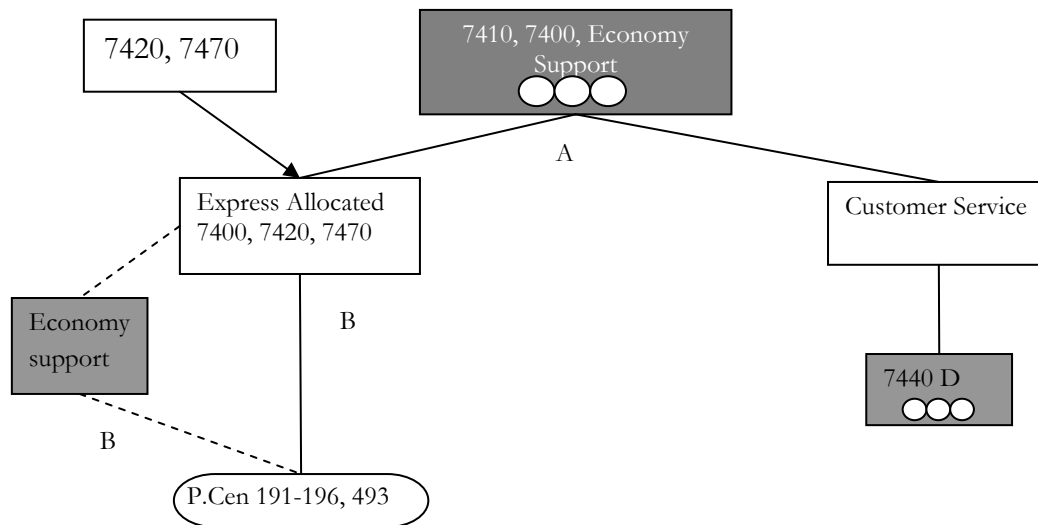 7420, 7470
7410, 7400, Economy
Support
A
Express Allocated
7400, 7420, 7470
Customer Service
Economy
support
B
7440 D
B
P.Cen 191-196, 493